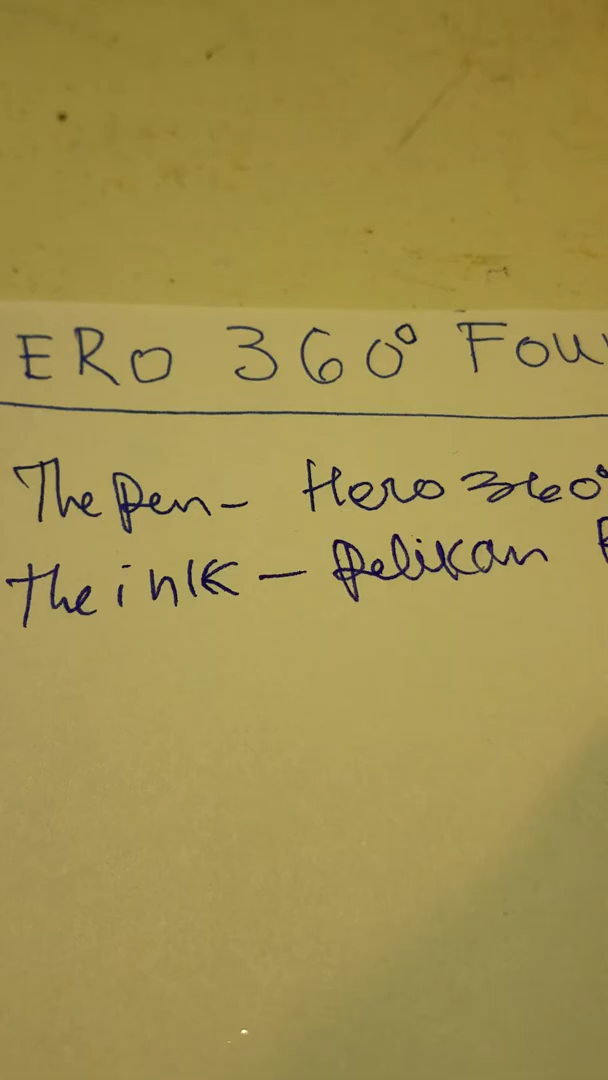 ERO 360° FOU
The Pen - Hero 360°
The ink - Pelikan